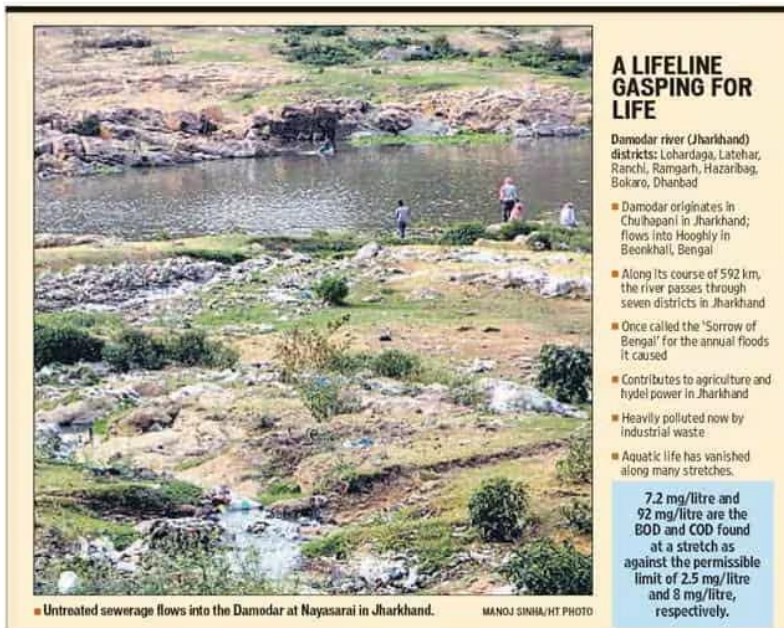 A LIFELINE
GASPING FOR
LIFE
Damodar river (Jharkhand)
districts: Lohardaga, Latehar,
Ranchi, Ramgarh, Hazaribag,
Bokaro, Dhanbad
■ Damodar originates in
Chulhapani in Jharkhand;
flows into Hooghly in
Beonkhali, Bengal
■ Along its course of 592 km,
the river passes through
seven districts in Jharkhand
■ Once called the 'Sorrow of
Bengal' for the annual floods
it caused
■ Contributes to agriculture and
hydel power in Jharkhand
■ Heavily polluted now by
industrial waste
■ Aquatic life has vanished
along many stretches.
7.2 mg/litre and
92 mg/litre are the
BOD and COD found
at a stretch as
against the permissible
limit of 2.5 mg/litre
and 8 mg/litre,
respectively.
■ Untreated sewerage flows into the Damodar at Nayasarai in Jharkhand.
MANOJ SINHA/HT PHOTO